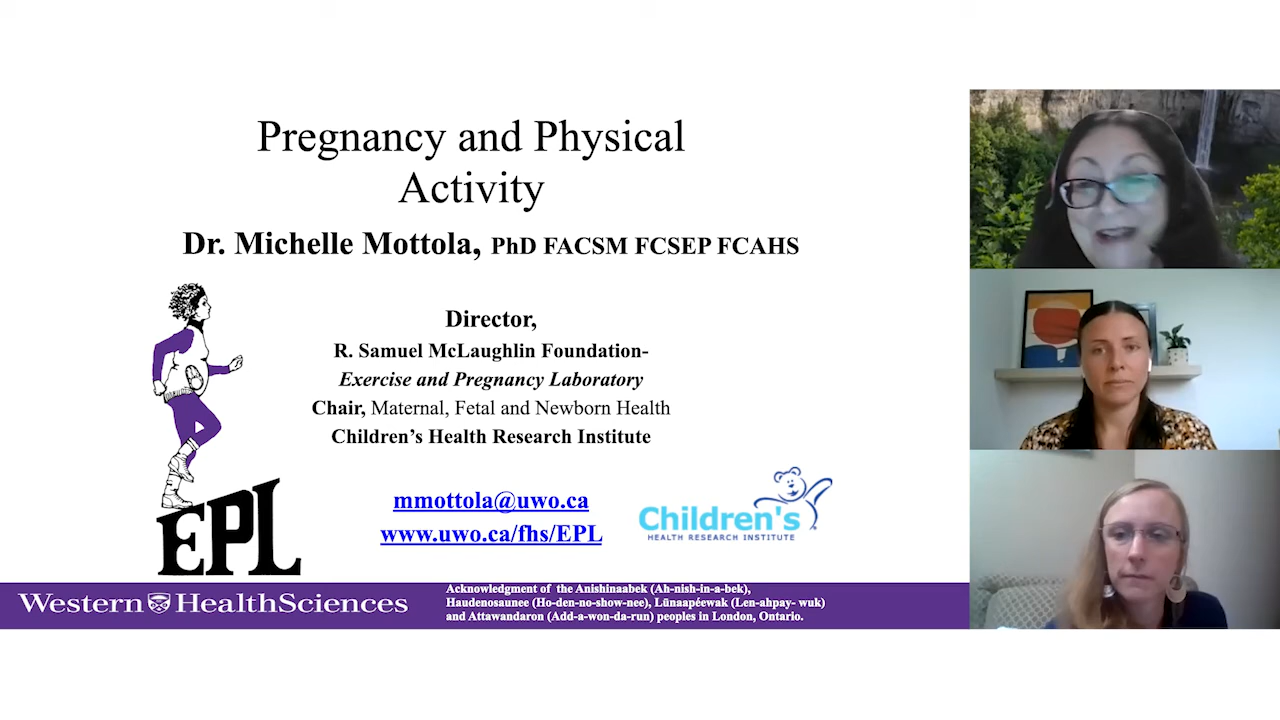 Pregnancy and Physical
Activity
Dr. Michelle Mottola, PhD FACSM FCSEP FCAHS
Director,
R. Samuel McLaughlin Foundation-
Exercise and Pregnancy Laboratory
Chair, Maternal, Fetal and Newborn Health
Children’s Health Research Institute
mmottola@uwo.ca
www.uwo.ca/fhs/EPL
EPL
Children's
HEALTH RESEARCH INSTITUTE
Western HealthSciences
Acknowledgment of the Anishinaabek (Ah-nish-in-a-bek),
Haudenosaunee (Ho-den-no-show-nee), Lūnaapéewak (Len-ahpay- wuk)
and Attawandaron (Add-a-won-da-run) peoples in London, Ontario.